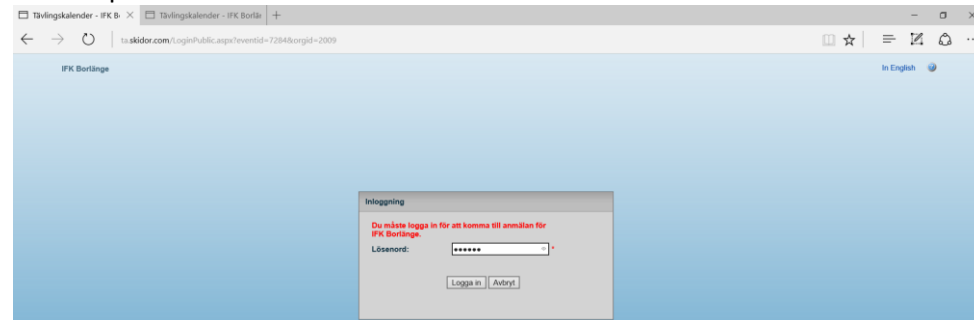 Tävlingskalender - IFK B
Tävlingskalender - IFK Borlä
ta.skidor.com/LoginPublic.aspx?eventid=7284&orgid=2009
IFK Borlänge
In English
Inloggning
Du måste logga in för att komma till anmälan för
IFK Borlänge.
Lösenord: •••••• *
Logga in Avbryt